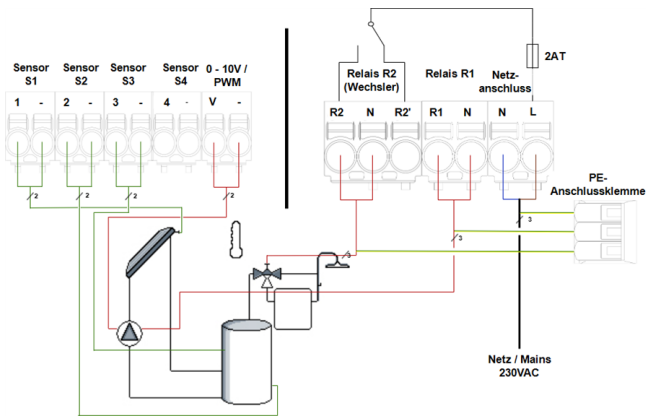 2AT
Sensor Sensor Sensor Sensor 0 - 10V /
S1 S2 S3 S4 PWM
Relais R2 Relais R1 Netz-
(Wechsler) anschluss
1 - 2 - 3 - 4 - V -
R2 N R2' R1 N N L
PE-
Anschlussklemme
2 2 2 2
3
3
3
Netz / Mains
230VAC